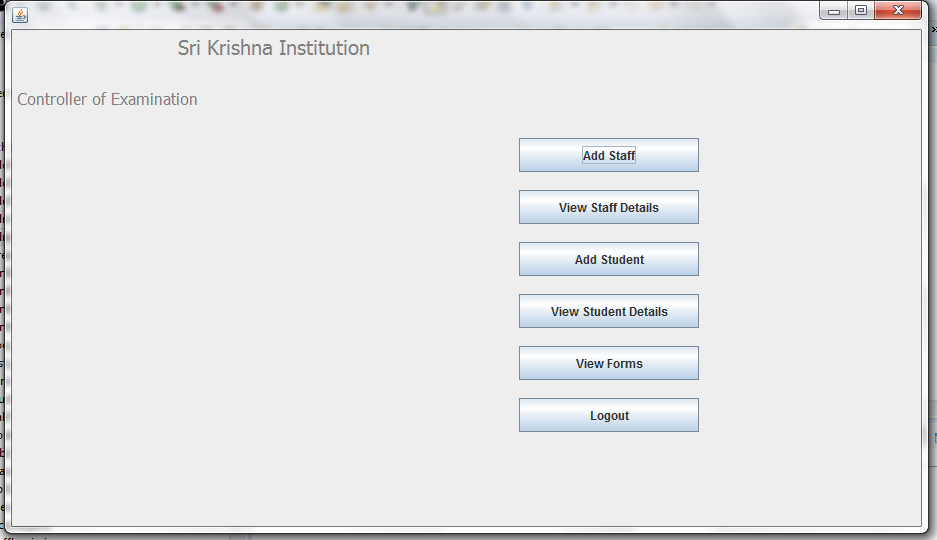 Sri Krishna Institution
Controller of Examination
Add Staff
View Staff Details
Add Student
View Student Details
View Forms
Logout